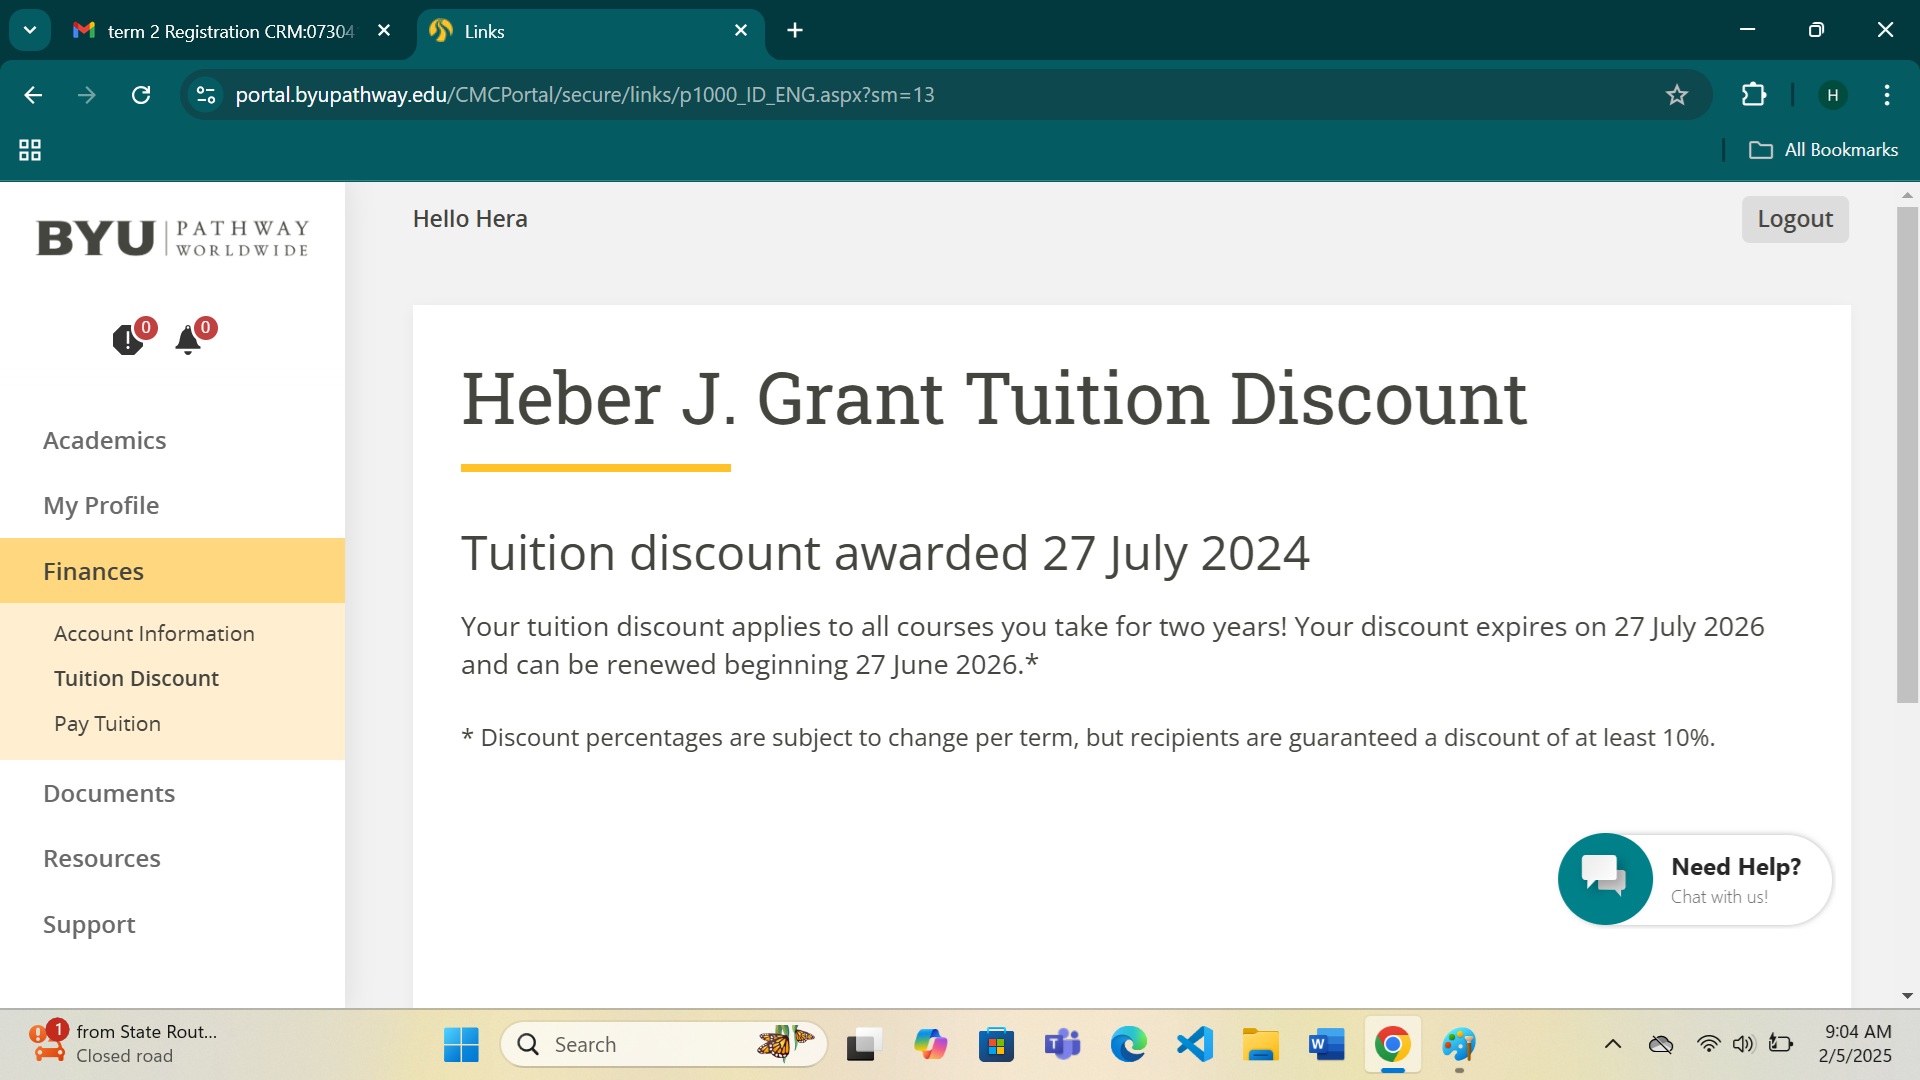 term 2 Registration CRM:0730
Links
portal.byupathway.edu/CMCPortal/secure/links/p1000_ID_ENG.aspx?sm=13
H
All Bookmarks
BYU PATHWAY WORLDWIDE
Hello Hera
Logout
0
0
Academics
My Profile
Finances
Account Information
Tuition Discount
Pay Tuition
Documents
Resources
Support
Heber J. Grant Tuition Discount
Tuition discount awarded 27 July 2024
Your tuition discount applies to all courses you take for two years! Your discount expires on 27 July 2026
and can be renewed beginning 27 June 2026.*
* Discount percentages are subject to change per term, but recipients are guaranteed a discount of at least 10%.
Need Help?
Chat with us!
1
from State Rout...
Closed road
Search
9:04 AM
2/5/2025